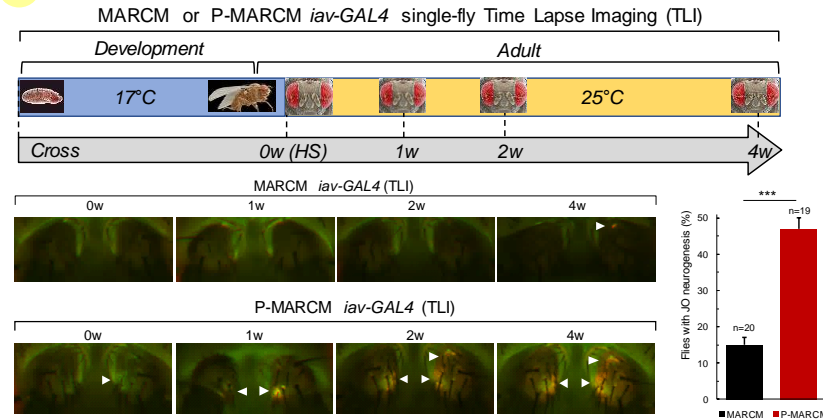 MARCM or P-MARCM iav-GAL4 single-fly Time Lapse Imaging (TLI)
Development
Adult
17°C
25°C
Cross
0w (HS)
1w
2w
4w
MARCM iav-GAL4 (TLI)
0w
1w
2w
4w
P-MARCM iav-GAL4 (TLI)
0w
1w
2w
4w
Flies with JO neurogenesis (%)
50
40
30
20
10
0
***
n=19
n=20
MARCM
P-MARCM